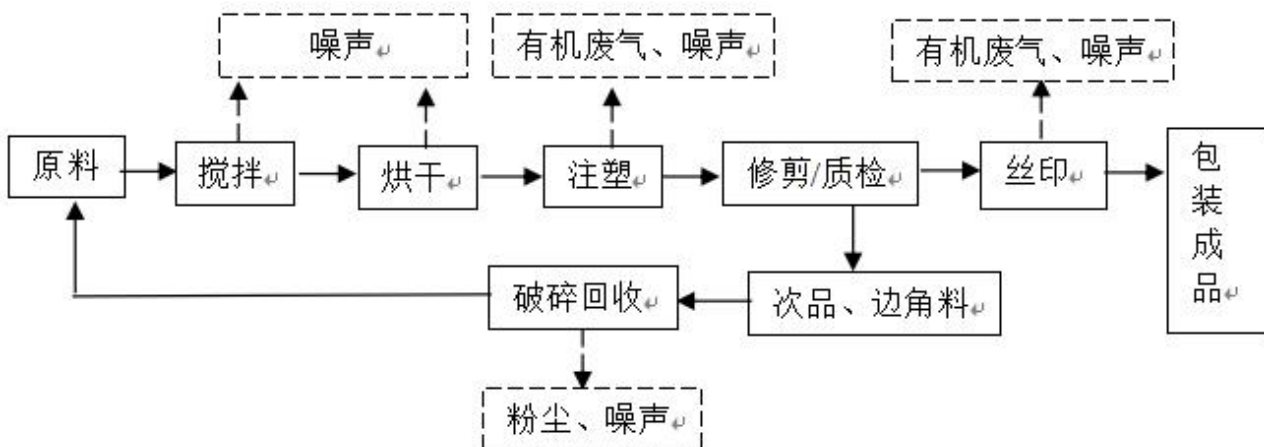 噪声
有机废气、噪声
有机废气、噪声
原料
搅拌
烘干
注塑
修剪/质检
丝印
包
装
成
品
破碎回收
次品、边角料
粉尘、噪声